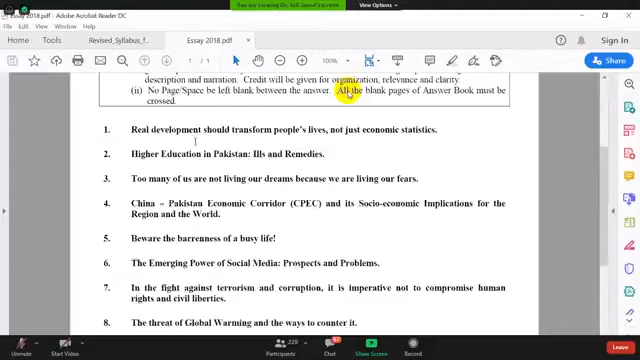 You are viewing Dr. Arif Javed's screen
View Options
Essay 2018.pdf - Adobe Acrobat Reader DC
File Edit View Window Help
Home Tools Revised_Syllabus_f... Essay 2018.pdf ×
1 / 1 100% Share
description and narration. Credit will be given for organization, relevance and clarity.
(ii) No Page/Space be left blank between the answer. All the blank pages of Answer Book must be
crossed.
1. Real development should transform people's lives, not just economic statistics.
2. Higher Education in Pakistan: Ills and Remedies.
3. Too many of us are not living our dreams because we are living our fears.
4. China – Pakistan Economic Corridor (CPEC) and its Socio-economic Implications for the
Region and the World.
5. Beware the barrenness of a busy life!
6. The Emerging Power of Social Media: Prospects and Problems.
7. In the fight against terrorism and corruption, it is imperative not to compromise human
rights and civil liberties.
8. The threat of Global Warming and the ways to counter it.
228
Unmute Start Video Participants Chat Share Screen Record